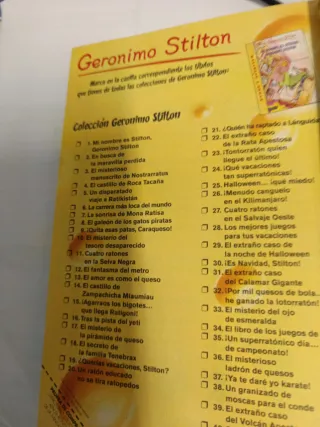 Geronimo Stilton
Marca en la casilla correspondiente los títulos
que tienes de todas las colecciones de Geronimo Stilton:
Colección Geronimo Stilton
1. Mi nombre es Stilton,
Geronimo Stilton
2. En busca de
la maravilla perdida
3. El misterioso
manuscrito de Nostrarratus
4. El castillo de Roca Tacaña
5. Un disparatado
viaje a Ratikistán
6. La carrera más loca del mundo
7. La sonrisa de Mona Ratisa
8. El galeón de los gatos piratas
9. ¡Quita esas patas, Caraqueso!
10. El misterio del
tesoro desaparecido
11. Cuatro ratones
en la Selva Negra
12. El fantasma del metro
13. El amor es como el queso
14. El castillo de
Zampachicha Miaumiau
15. ¡Agarraos los bigotes...
que llega Ratigoni!
16. Tras la pista del yeti
17. El misterio de
la pirámide de queso
18. El secreto de
la familia Tenebrax
19. ¿Querías vacaciones, Stilton?
20. Un ratón educado
no se tira ratopedos
21. ¿Quién ha raptado a Lánguida
22. El extraño caso
de la Rata Apestosa
23. ¡Tontorratón quien
llegue el último!
24. ¡Qué vacaciones
tan superratónicas!
25. Halloween... ¡qué miedo!
26. ¡Menudo canguelo
en el Kilimanjaro!
27. Cuatro ratones
en el Salvaje Oeste
28. Los mejores juegos
para tus vacaciones
29. El extraño caso de
la noche de Halloween
30. ¡Es Navidad, Stilton!
31. El extraño caso
del Calamar Gigante
32. ¡Por mil quesos de bola...
he ganado la lotorratón!
33. El misterio del ojo
de esmeralda
34. El libro de los juegos de
35. ¡Un superratónico día...
de campeonato!
36. El misterioso
ladrón de quesos
37. ¡Ya te daré yo karate!
38. Un granizado de
moscas para el conde
39. El extraño caso
del Volcán